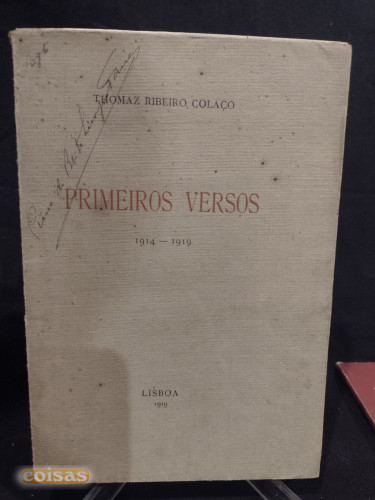 THOMAZ RIBEIRO COLAÇO
PRIMEIROS VERSOS
1914 — 1919
LISBOA
1919
coisas